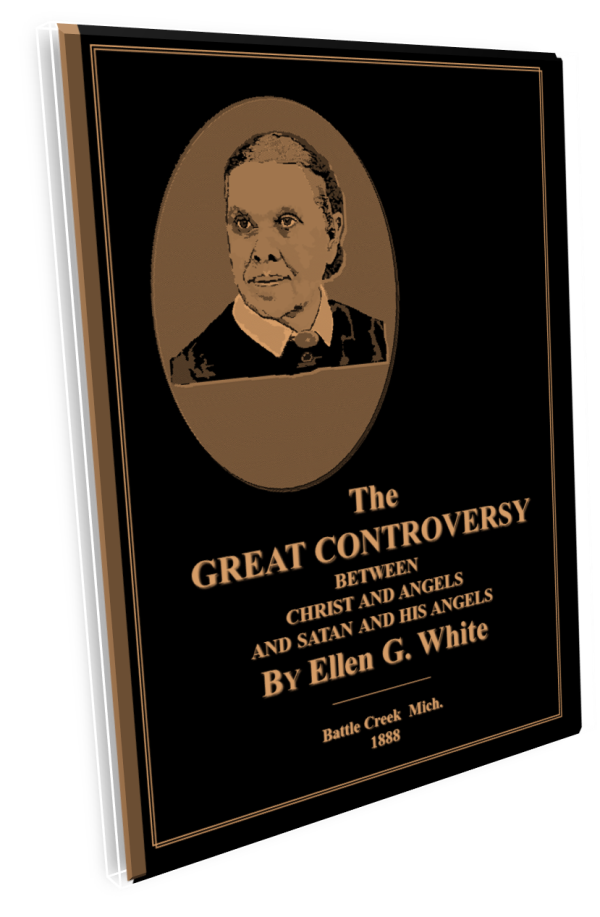 The
GREAT CONTROVERSY
BETWEEN
CHRIST AND ANGELS
AND SATAN AND HIS ANGELS
By Ellen G. White
Battle Creek Mich.
1888